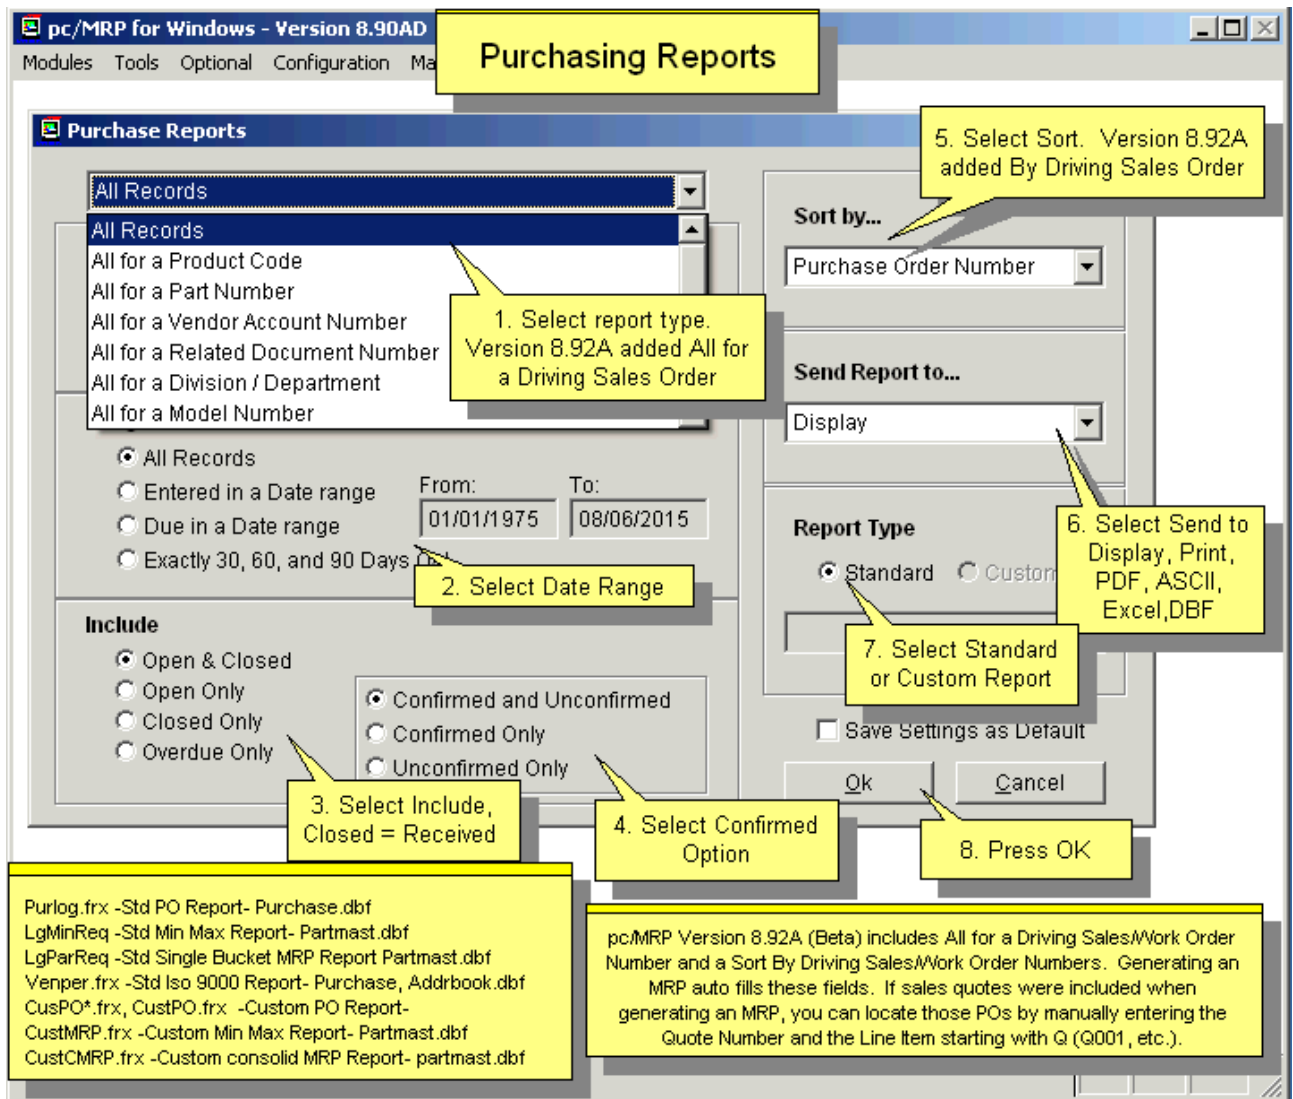 pc/MRP for Windows - Version 8.90AD
Purchasing Reports
Modules Tools Optional Configuration Ma
Purchase Reports
5. Select Sort. Version 8.92A
added By Driving Sales Order
All Records
All Records
All for a Product Code
All for a Part Number
All for a Vendor Account Number
All for a Related Document Number
All for a Division / Department
All for a Model Number
1. Select report type.
Version 8.92A added All for
a Driving Sales Order
Sort by...
Purchase Order Number
Send Report to...
Display
All Records
Entered in a Date range
Due in a Date range
Exactly 30, 60, and 90 Days
From:
To:
01/01/1975
08/06/2015
2. Select Date Range
6. Select Send to
Display, Print,
PDF, ASCII,
Excel,DBF
Report Type
Standard
Custom
7. Select Standard
or Custom Report
Include
Open & Closed
Open Only
Closed Only
Overdue Only
Confirmed and Unconfirmed
Confirmed Only
Unconfirmed Only
Save Settings as Default
Ok
Cancel
3. Select Include,
Closed = Received
4. Select Confirmed
Option
8. Press OK
Purlog.frx -Std PO Report- Purchase.dbf
LgMinReq -Std Min Max Report- Partmast.dbf
LgParReq -Std Single Bucket MRP Report Partmast.dbf
Venper.frx -Std Iso 9000 Report- Purchase, Addrbook.dbf
CusPO*.frx, CustPO.frx -Custom PO Report-
CustMRP.frx -Custom Min Max Report- Partmast.dbf
CustCMRP.frx -Custom consolid MRP Report- partmast.dbf
pc/MRP Version 8.92A (Beta) includes All for a Driving Sales/Work Order
Number and a Sort By Driving Sales/Work Order Numbers. Generating an
MRP auto fills these fields. If sales quotes were included when
generating an MRP, you can locate those POs by manually entering the
Quote Number and the Line Item starting with Q (Q001, etc.).